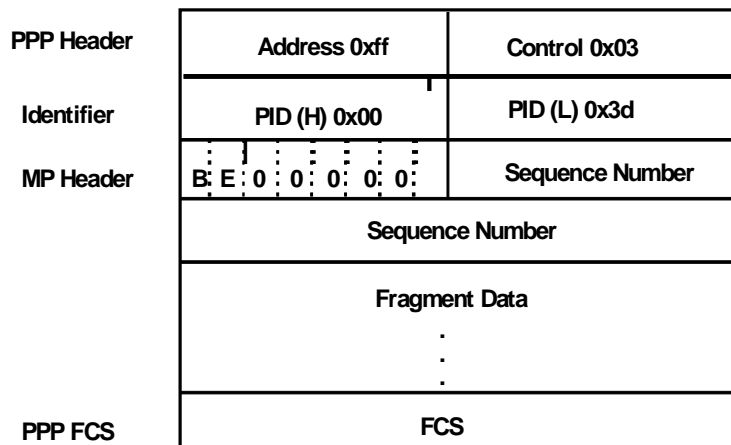 PPP Header Address 0xff Control 0x03
Identifier PID (H) 0x00 PID (L) 0x3d
MP Header B E 0 0 0 0 0 Sequence Number
Sequence Number
Fragment Data
.
.
.
PPP FCS FCS